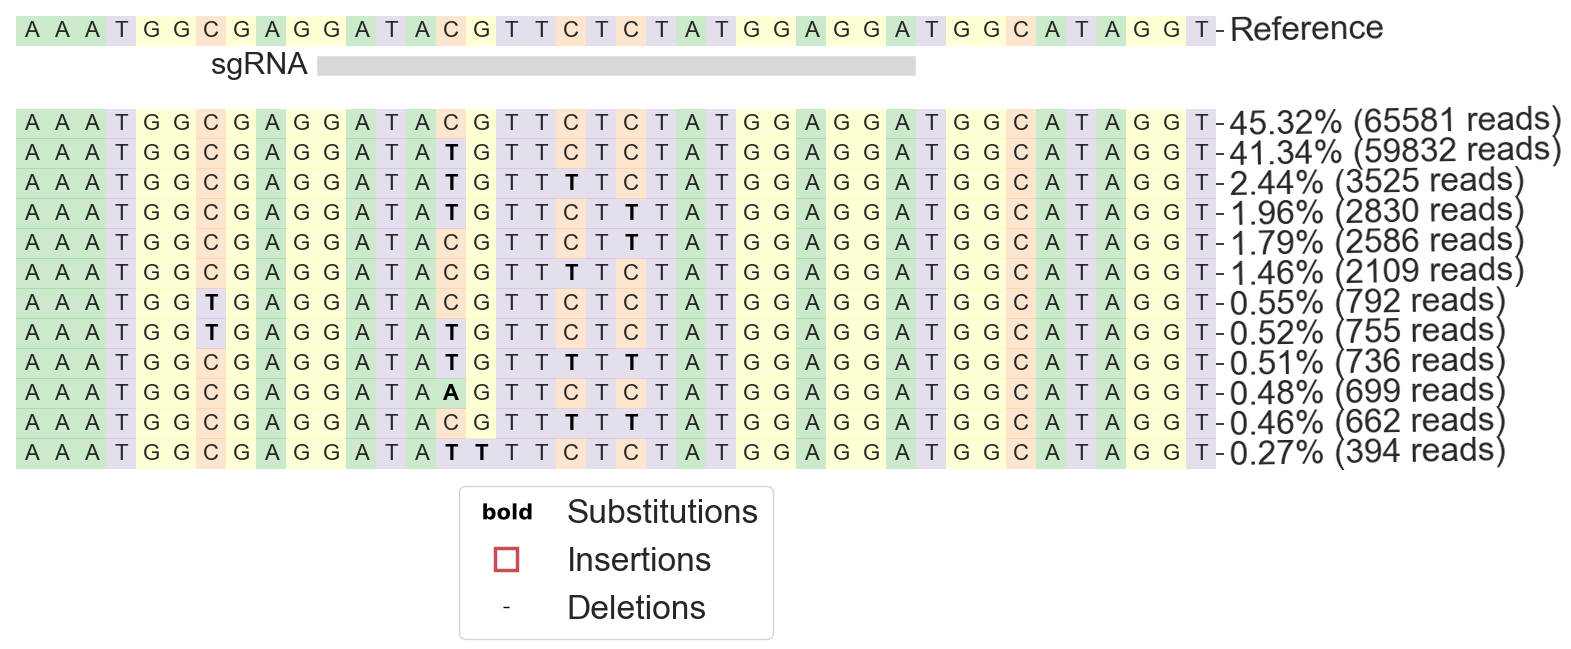 A A A T G G C G A G G A T A C G T T C T C T A T G G A G G A T G G C A T A G G T Reference
sgRNA
A A A T G G C G A G G A T A C G T T C T C T A T G G A G G A T G G C A T A G G T 45.32% (65581 reads)
A A A T G G C G A G G A T A T G T T C T C T A T G G A G G A T G G C A T A G G T 41.34% (59832 reads)
A A A T G G C G A G G A T A T G T T T T C T A T G G A G G A T G G C A T A G G T 2.44% (3525 reads)
A A A T G G C G A G G A T A T G T T C T T T A T G G A G G A T G G C A T A G G T 1.96% (2830 reads)
A A A T G G C G A G G A T A C G T T C T T T A T G G A G G A T G G C A T A G G T 1.79% (2586 reads)
A A A T G G C G A G G A T A C G T T T T C T A T G G A G G A T G G C A T A G G T 1.46% (2109 reads)
A A A T G G T G A G G A T A C G T T C T C T A T G G A G G A T G G C A T A G G T 0.55% (792 reads)
A A A T G G T G A G G A T A T G T T C T C T A T G G A G G A T G G C A T A G G T 0.52% (755 reads)
A A A T G G C G A G G A T A T G T T T T T T A T G G A G G A T G G C A T A G G T 0.51% (736 reads)
A A A T G G C G A G G A T A A G T T C T C T A T G G A G G A T G G C A T A G G T 0.48% (699 reads)
A A A T G G C G A G G A T A C G T T T T T T A T G G A G G A T G G C A T A G G T 0.46% (662 reads)
A A A T G G C G A G G A T A T T T T C T C T A T G G A G G A T G G C A T A G G T 0.27% (394 reads)
bold Substitutions
Insertions
- Deletions